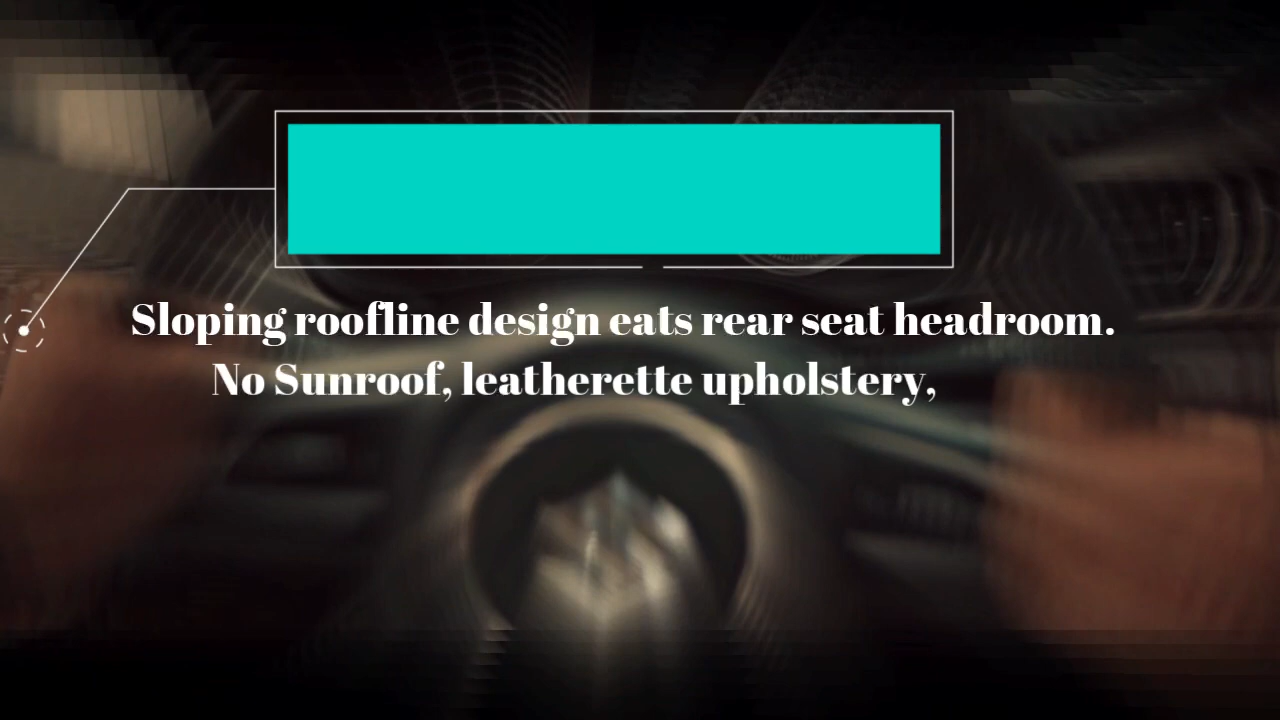 Sloping roofline design eats rear seat headroom.
No Sunroof, leatherette upholstery,